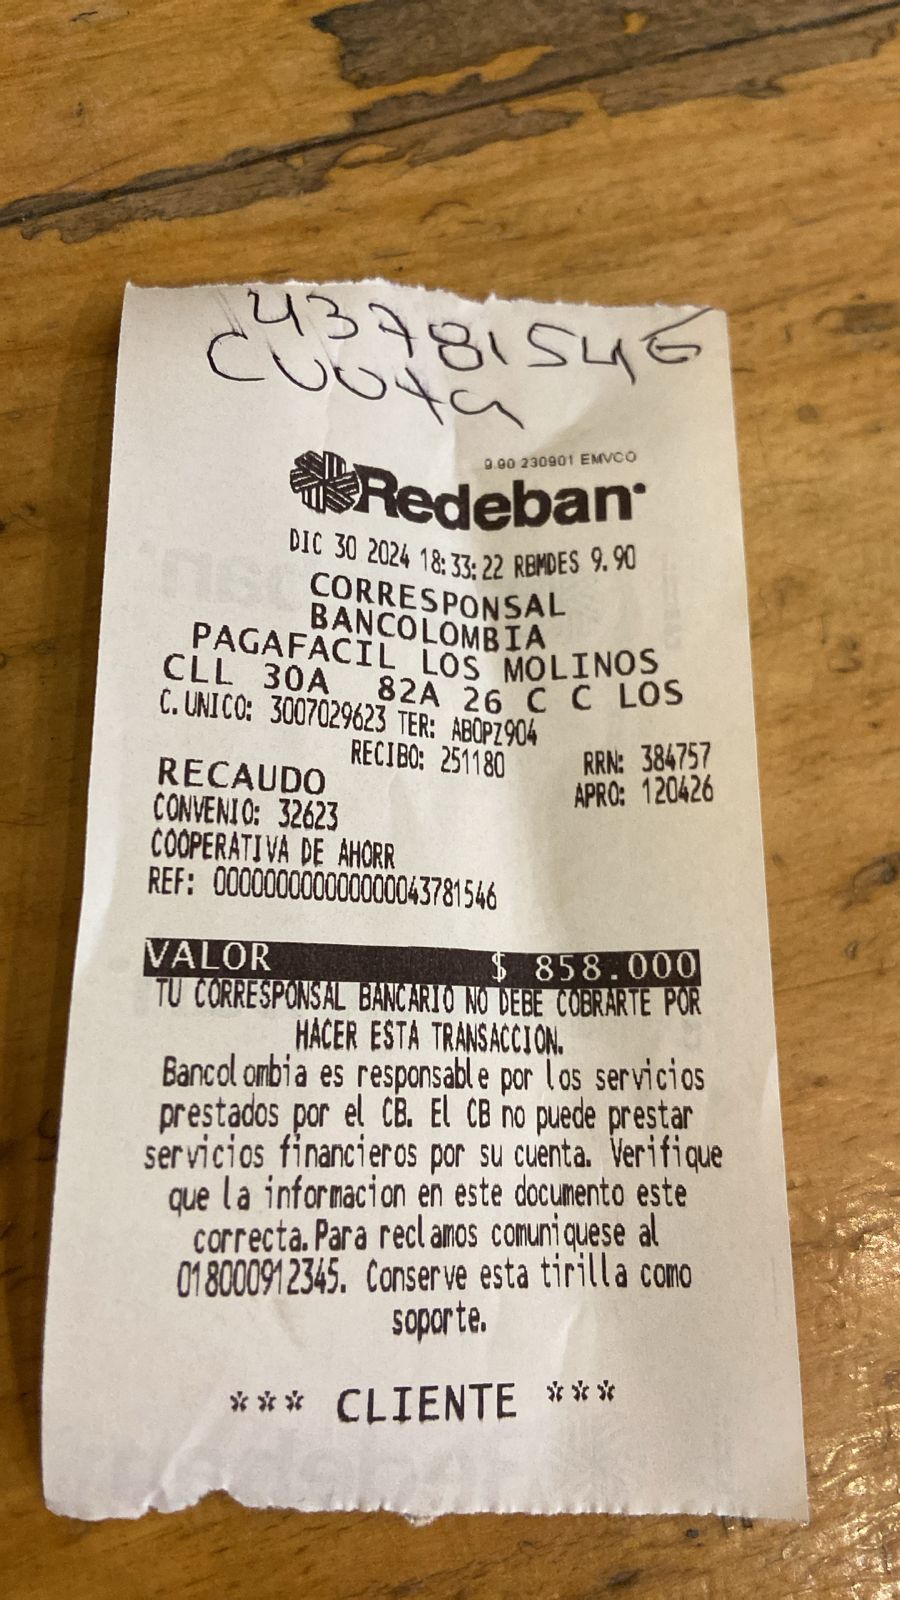 43781546
Cuota
9.90 230901 EMVCO
Redeban
DIC 30 2024 18:33:22 RBMDES 9.90
CORRESPONSAL
BANCOLOMBIA
PAGAFACIL LOS MOLINOS
CLL 30A 82A 26 C C LOS
C.UNICO: 3007029623 TER: ABOPZ904
RECIBO: 251180 RRN: 384757
RECAUDO APRO: 120426
CONVENIO: 32623
COOPERATIVA DE AHORR
REF: 000000000000000043781546
VALOR $ 858.000
TU CORRESPONSAL BANCARIO NO DEBE COBRARTE POR
HACER ESTA TRANSACCION.
Bancolombia es responsable por los servicios
prestados por el CB. El CB no puede prestar
servicios financieros por su cuenta. Verifique
que la informacion en este documento este
correcta.Para reclamos comuniquese al
018000912345. Conserve esta tirilla como
soporte.
*** CLIENTE ***